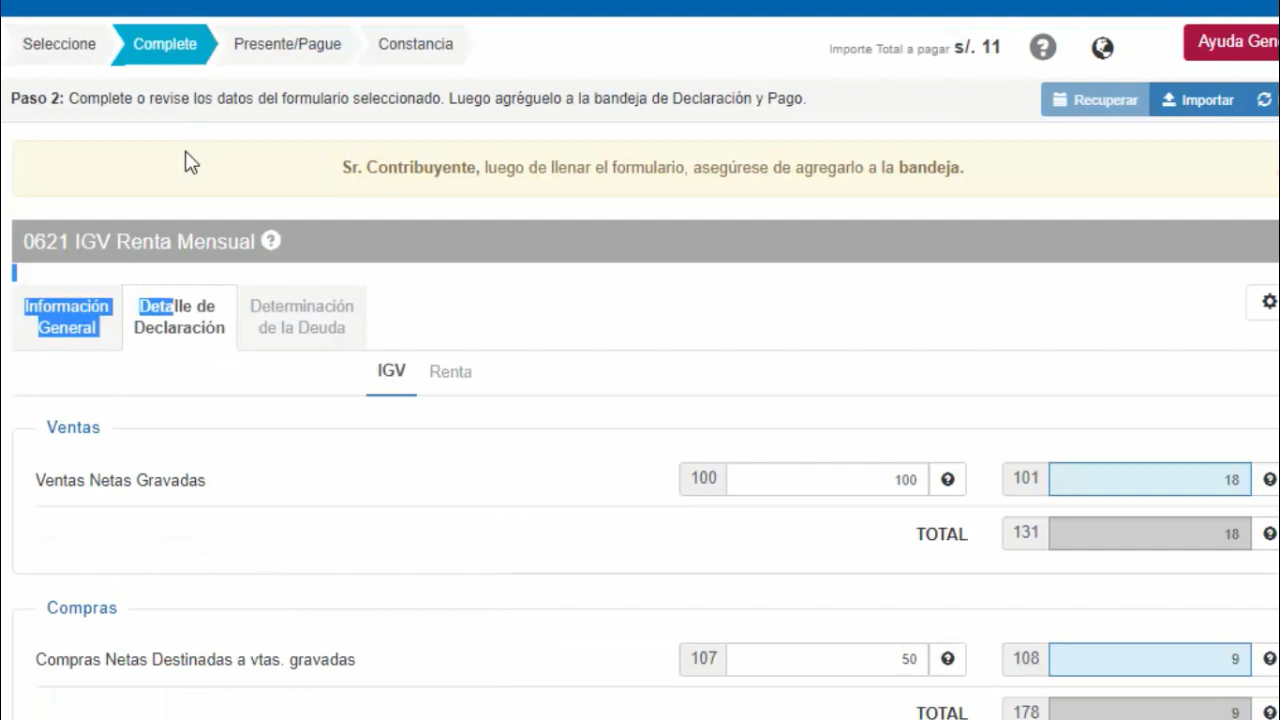 Seleccione Complete Presente/Pague Constancia Importe Total a pagar s/. 11 Ayuda Gen
Paso 2: Complete o revise los datos del formulario seleccionado. Luego agréguelo a la bandeja de Declaración y Pago. Recuperar Importar
Sr. Contribuyente, luego de llenar el formulario, asegúrese de agregarlo a la bandeja.
0621 IGV Renta Mensual ?
Información General
Detalle de Declaración
Determinación de la Deuda
IGV Renta
Ventas
Ventas Netas Gravadas 100 100 ? 101 18 ?
TOTAL 131 18 ?
Compras
Compras Netas Destinadas a vtas. gravadas 107 50 ? 108 9 ?
TOTAL 178 9 ?